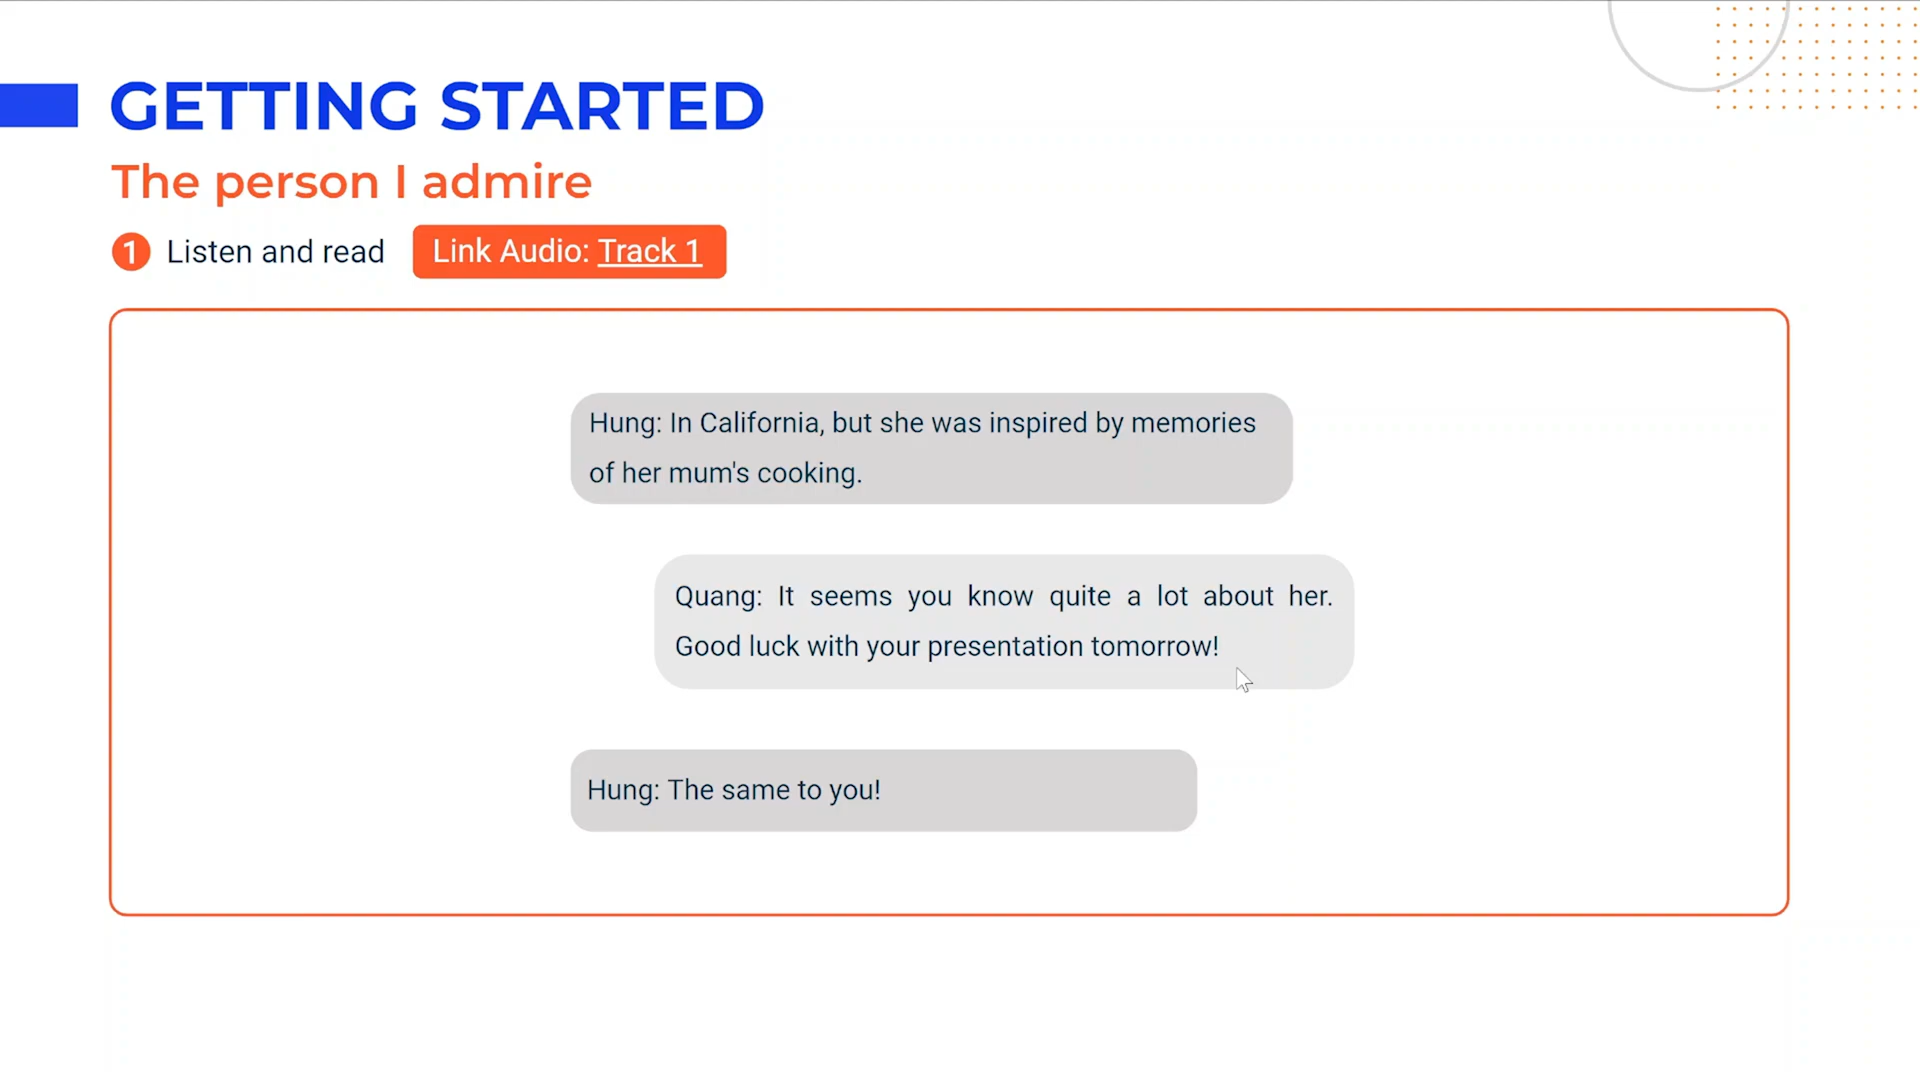 GETTING STARTED
The person I admire
1 Listen and read Link Audio: Track 1
Hung: In California, but she was inspired by memories
of her mum's cooking.
Quang: It seems you know quite a lot about her.
Good luck with your presentation tomorrow!
Hung: The same to you!